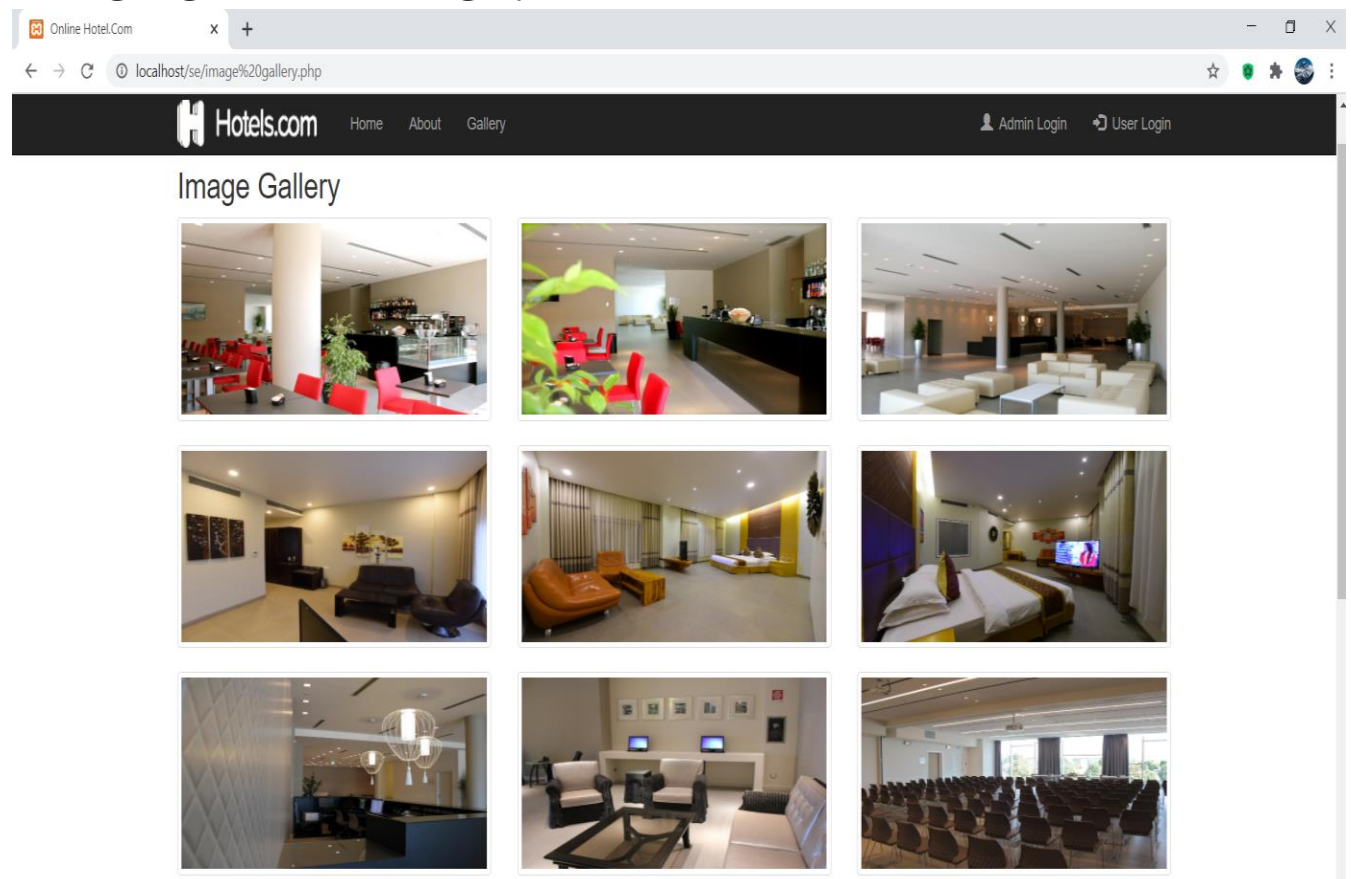 Online Hotel.Com
localhost/se/image%20gallery.php
Hotels.com Home About Gallery Admin Login User Login
Image Gallery